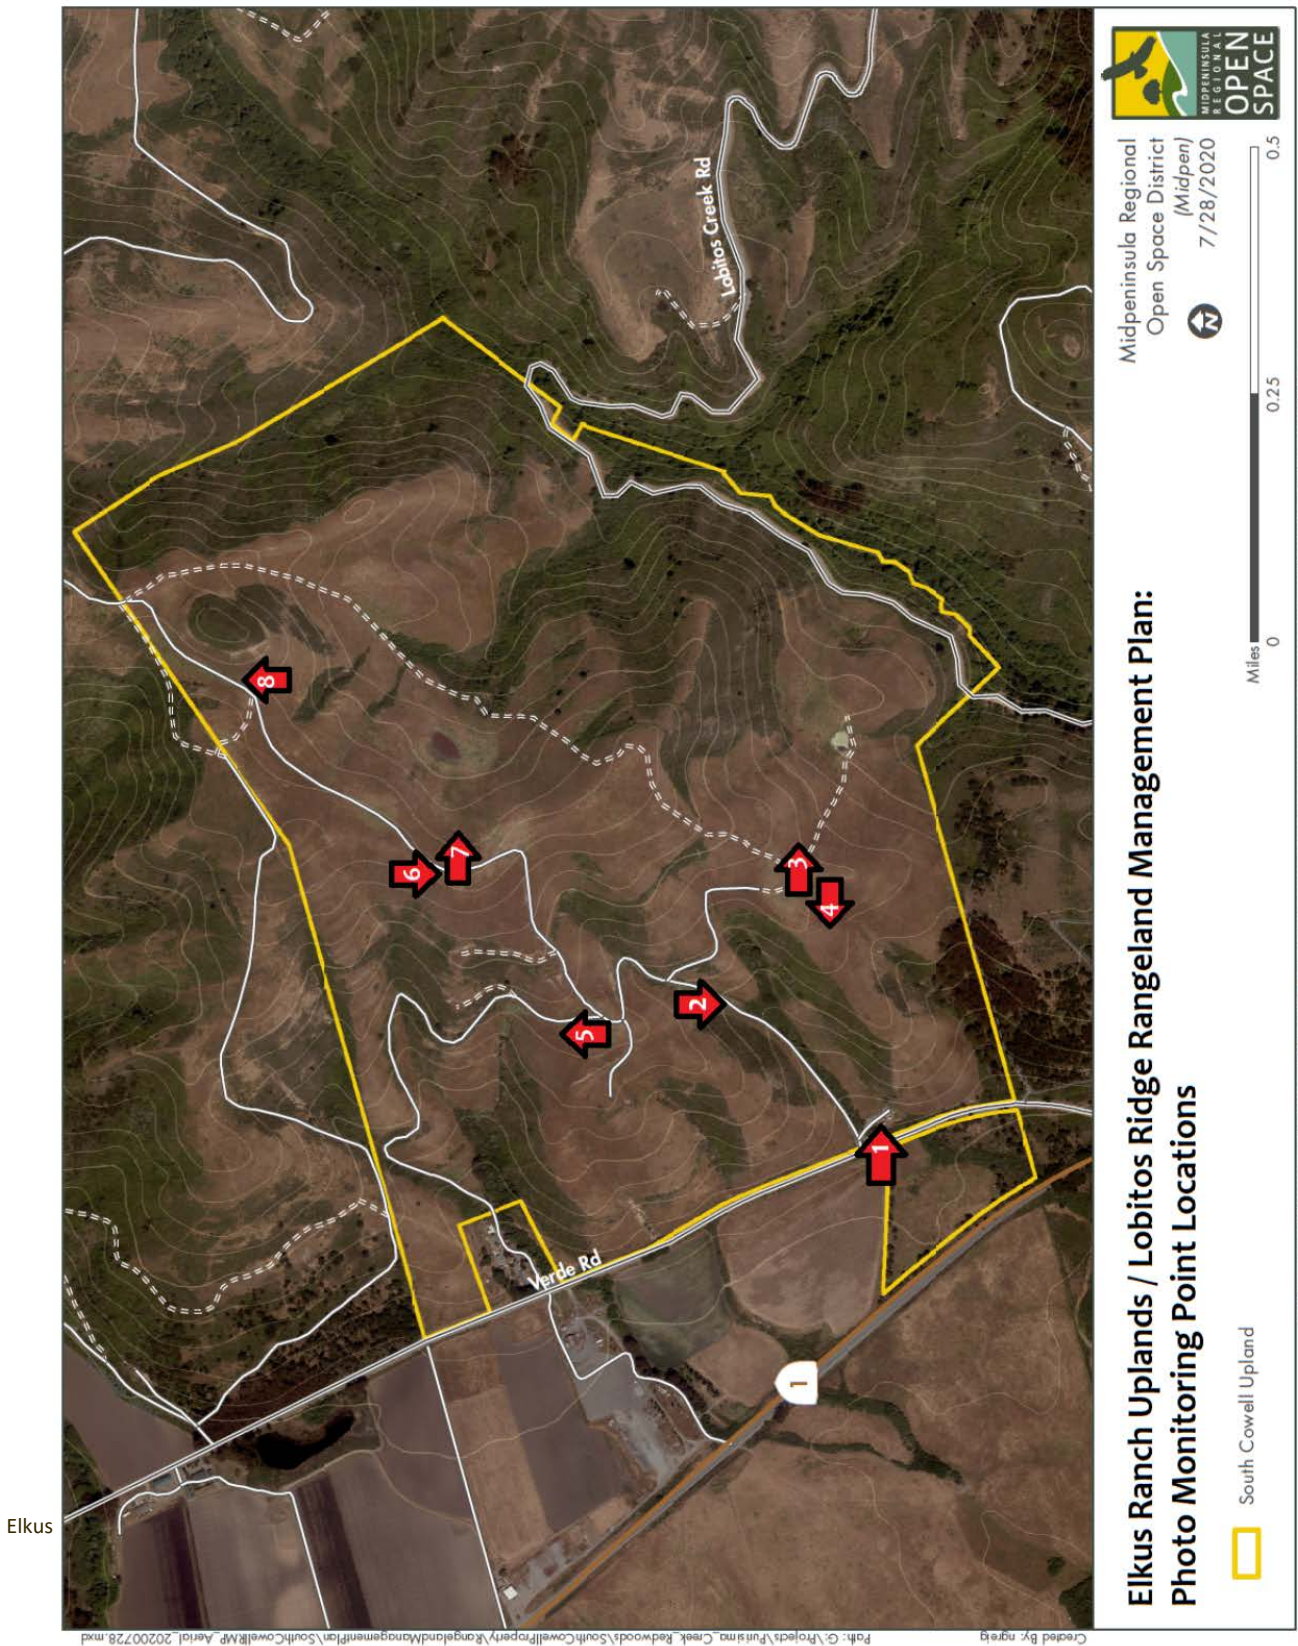 Elkus
Elkus Ranch Uplands / Lobitos Ridge Rangeland Management Plan:
Photo Monitoring Point Locations
South Cowell Upland
Midpeninsula Regional
Open Space District
(Midpen)
7/28/2020
MIDPENINSULA
REGIONAL
OPEN
SPACE
N
Miles
0
0.25
0.5
Verde Rd
Lobitos Creek Rd
1
1
2
3
4
5
6
7
8
Path: G:\Projects\Purisima_Creek_Redwoods\SouthCowellProperty\RangelandManagementPlan\SouthCowellRMP_Aerial_20200728.mxd
Created By: ngreig